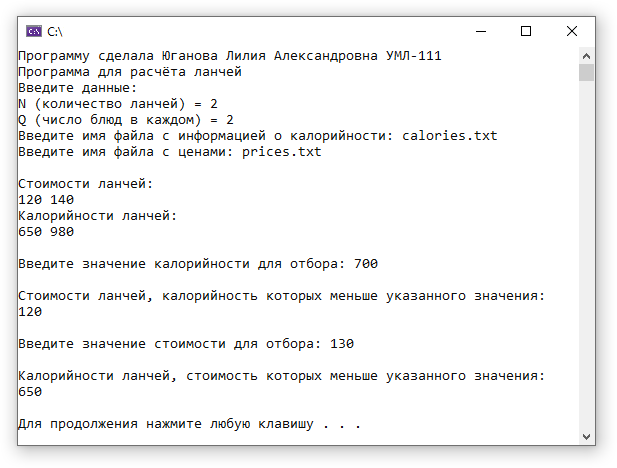 C:\
Программу сделала Юганова Лилия Александровна УМЛ-111
Программа для расчёта ланчей
Введите данные:
N (количество ланчей) = 2
Q (число блюд в каждом) = 2
Введите имя файла с информацией о калорийности: calories.txt
Введите имя файла с ценами: prices.txt
Стоимости ланчей:
120 140
Калорийности ланчей:
650 980
Введите значение калорийности для отбора: 700
Стоимости ланчей, калорийность которых меньше указанного значения:
120
Введите значение стоимости для отбора: 130
Калорийности ланчей, стоимость которых меньше указанного значения:
650
Для продолжения нажмите любую клавишу . . .